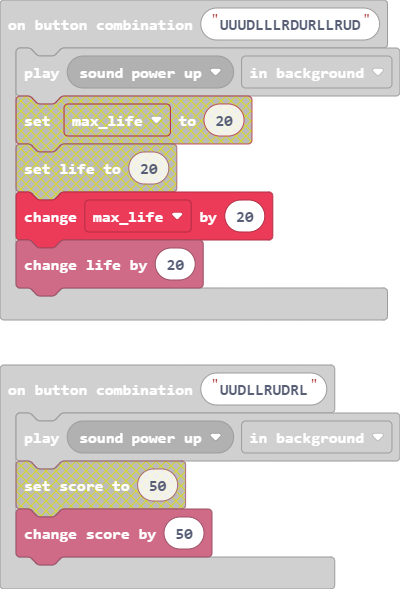 on button combination "UUUDLLLRDURLLRUD"
play sound power up in background
set max_life to 20
set life to 20
change max_life by 20
change life by 20
on button combination "UUDLLRUDRL"
play sound power up in background
set score to 50
change score by 50